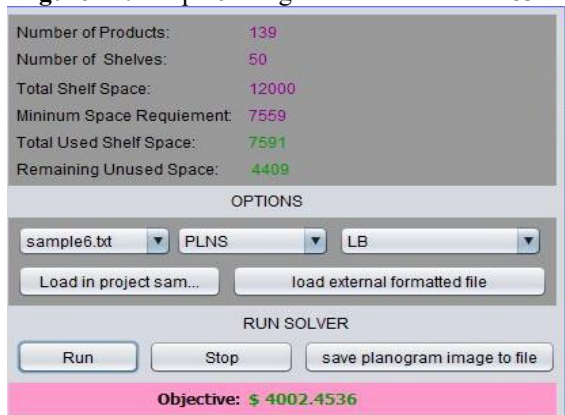 Number of Products: 139
Number of Shelves: 50
Total Shelf Space: 12000
Mininum Space Requiement: 7559
Total Used Shelf Space: 7591
Remaining Unused Space: 4409
OPTIONS
sample6.txt PLNS LB
Load in project sam... load external formatted file
RUN SOLVER
Run Stop save planogram image to file
Objective: $ 4002.4536